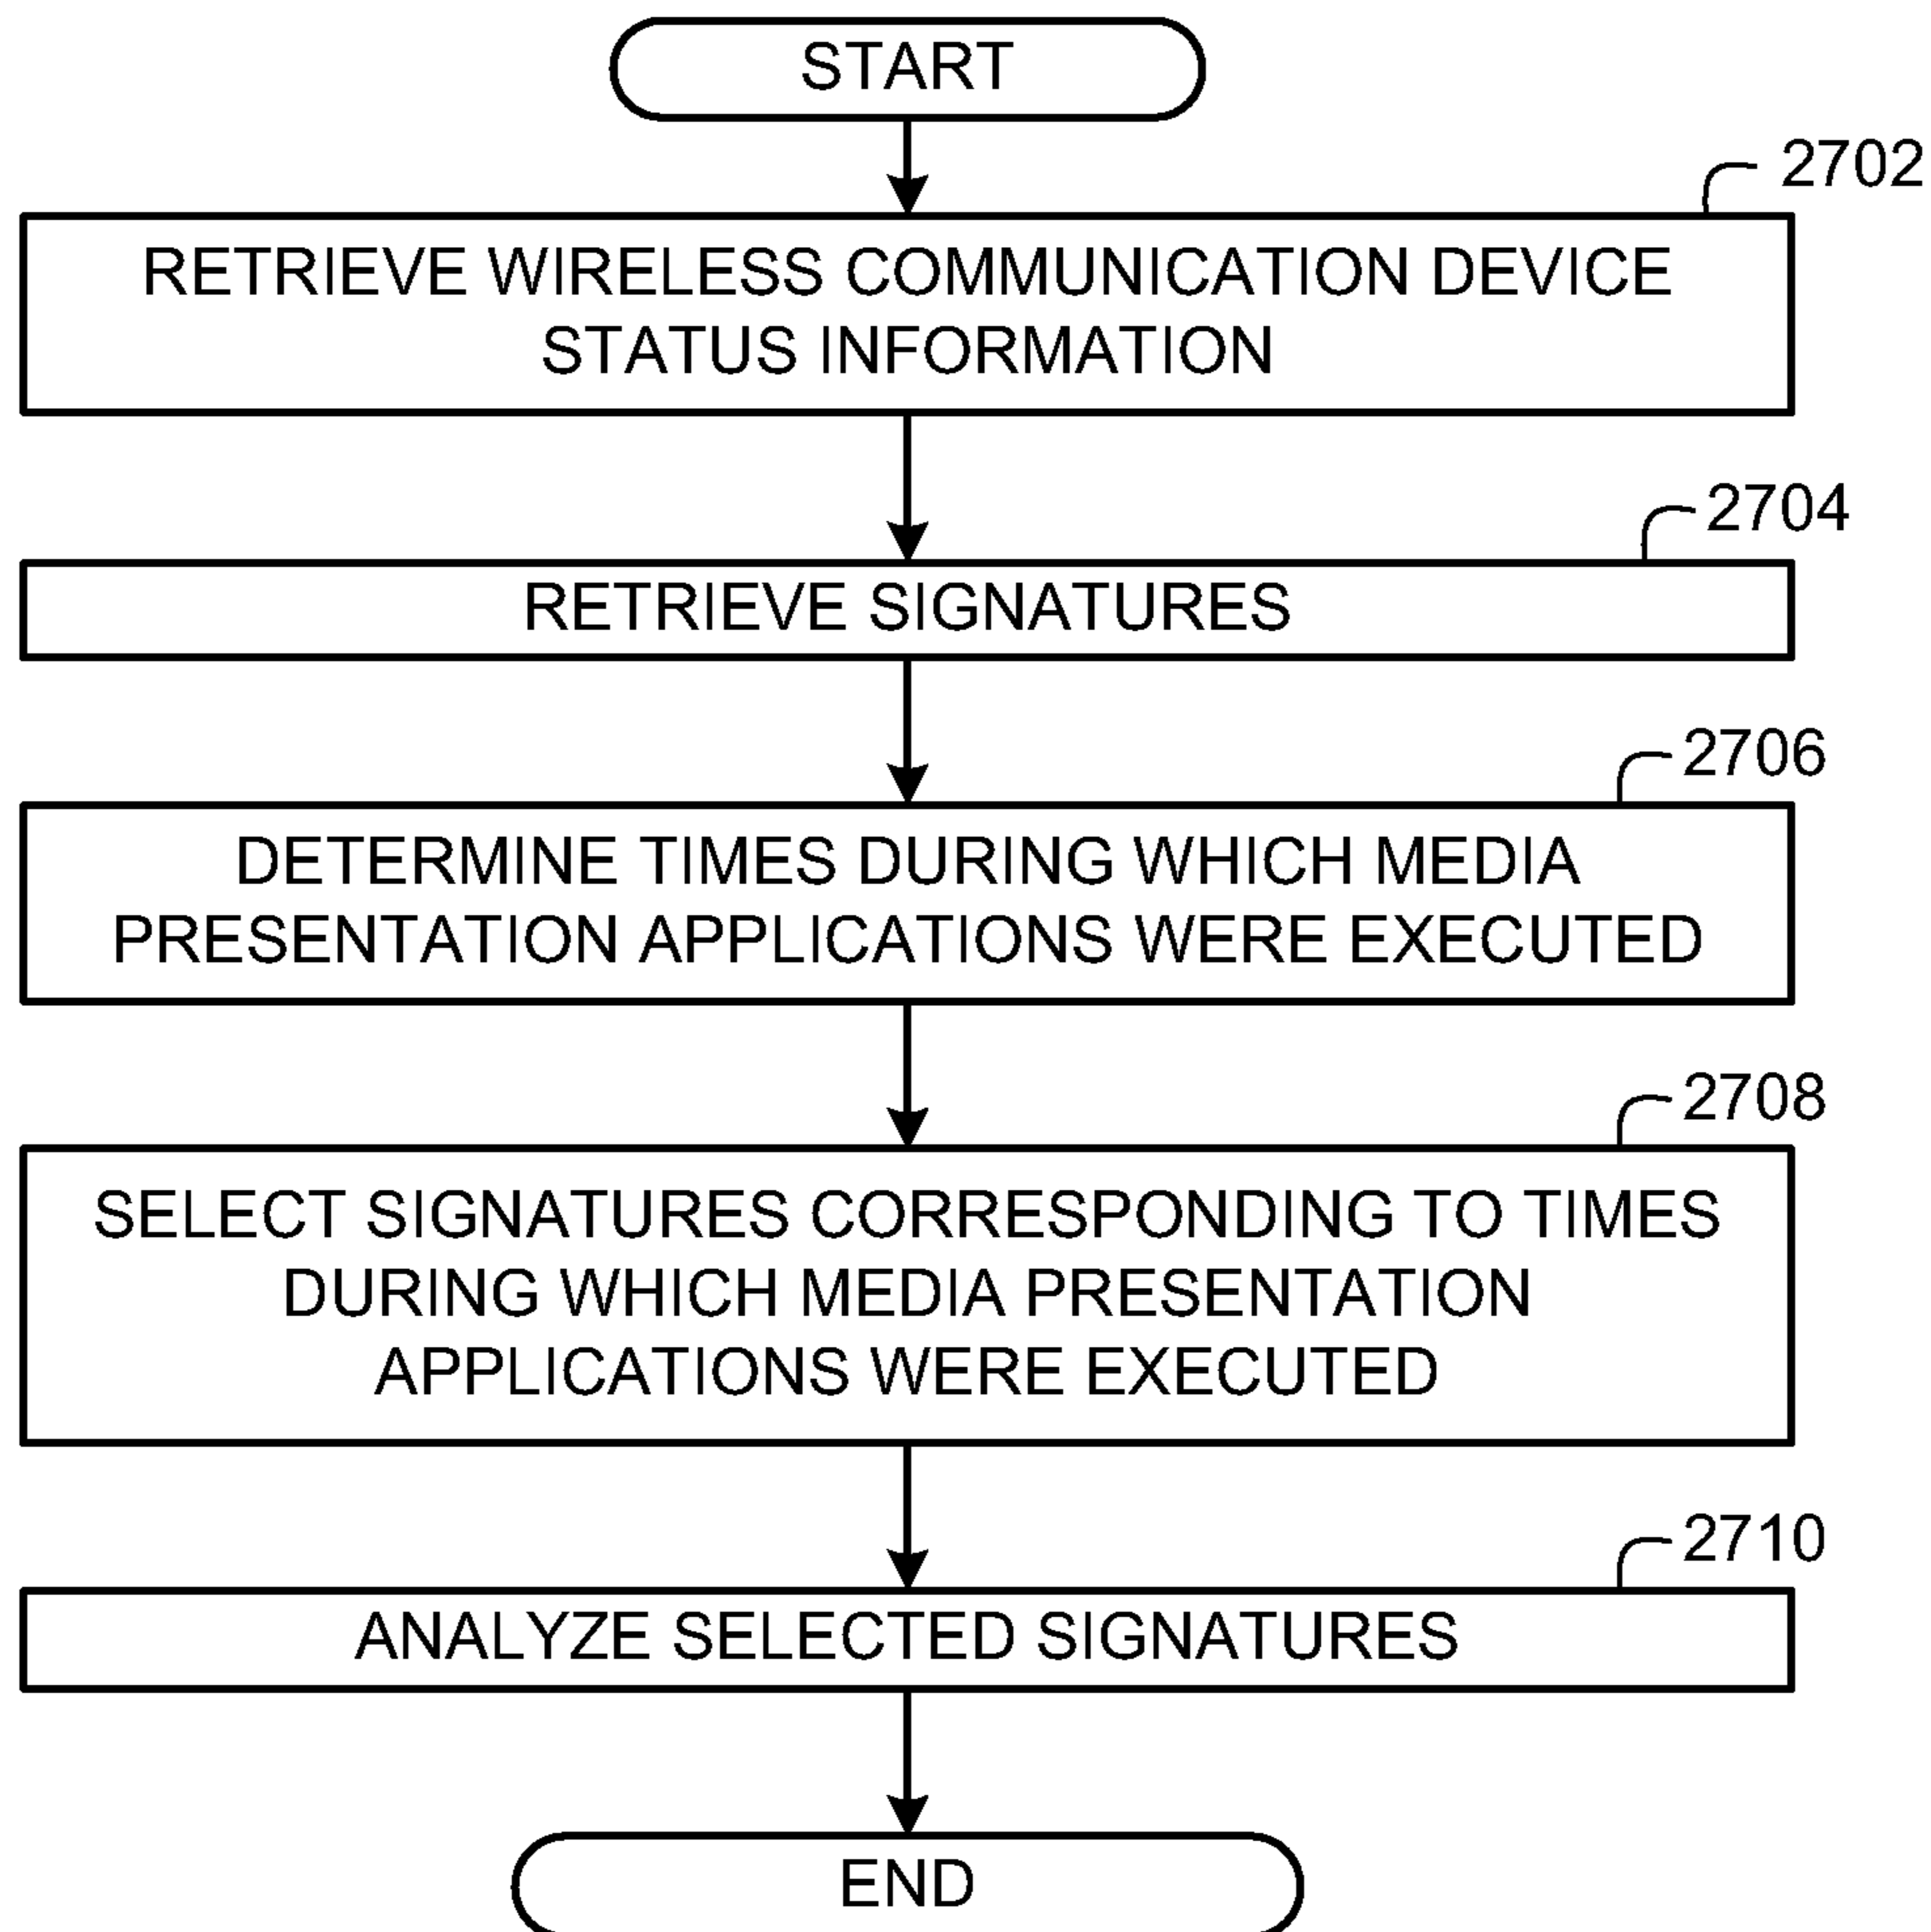 START
2702
RETRIEVE WIRELESS COMMUNICATION DEVICE
STATUS INFORMATION
2704
RETRIEVE SIGNATURES
2706
DETERMINE TIMES DURING WHICH MEDIA
PRESENTATION APPLICATIONS WERE EXECUTED
2708
SELECT SIGNATURES CORRESPONDING TO TIMES
DURING WHICH MEDIA PRESENTATION
APPLICATIONS WERE EXECUTED
2710
ANALYZE SELECTED SIGNATURES
END